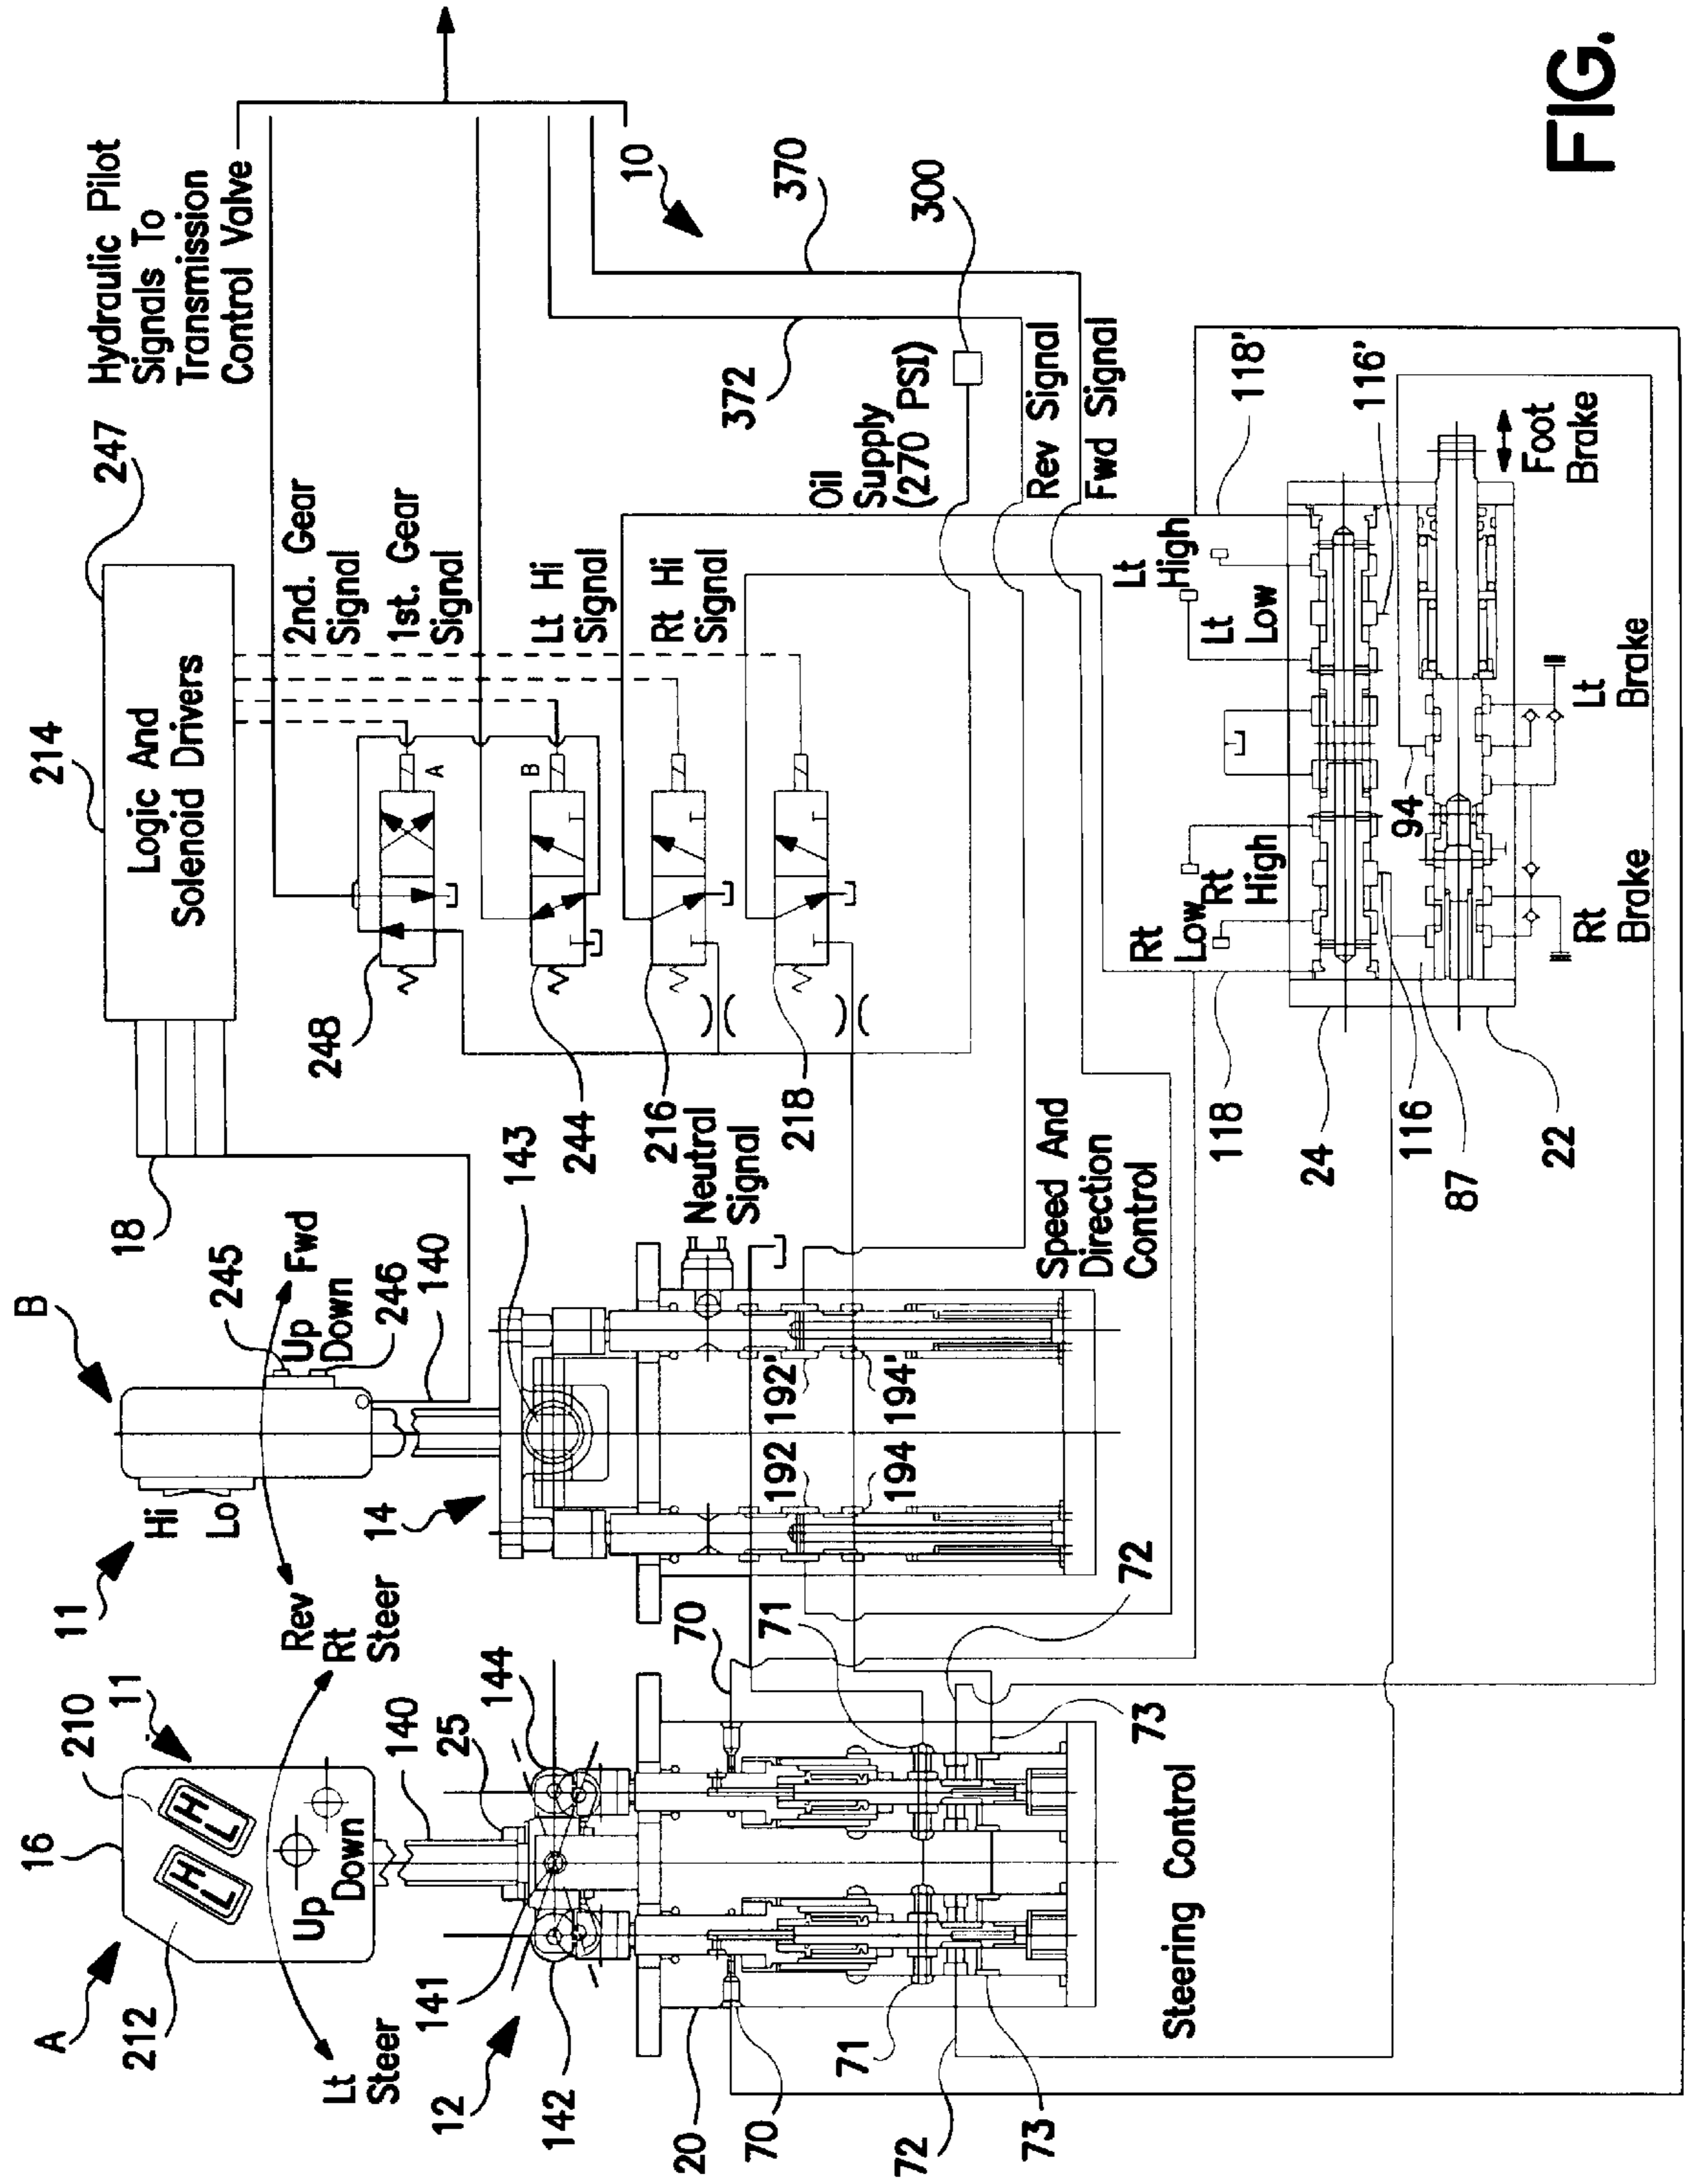 Hydraulic Pilot
Signals To
Transmission
Control Valve
247
214
Logic And
Solenoid Drivers
2nd. Gear
Signal
1st. Gear
Signal
Lt Hi
Signal
Rt Hi
Signal
A
B
248
244
216
218
18
10
370
372
300
Oil
Supply
(270 PSI)
Rev Signal
Fwd Signal
B
11
Hi
Lo
245
Up
Down
246
Fwd
Rev
140
14
143
Neutral
Signal
192
192'
194
194'
Speed And
Direction
Control
A
16
210
11
212
H
L
H
L
Up
Down
Lt
Steer
Rt
Steer
140
25
144
141
12
142
20
70
70
71
71
72
72
73
73
Steering Control
118
118'
Lt
High
Lt
Low
Rt
High
Rt
Low
116
116'
24
87
22
94
Foot
Brake
Lt
Brake
Rt
Brake
FIG.